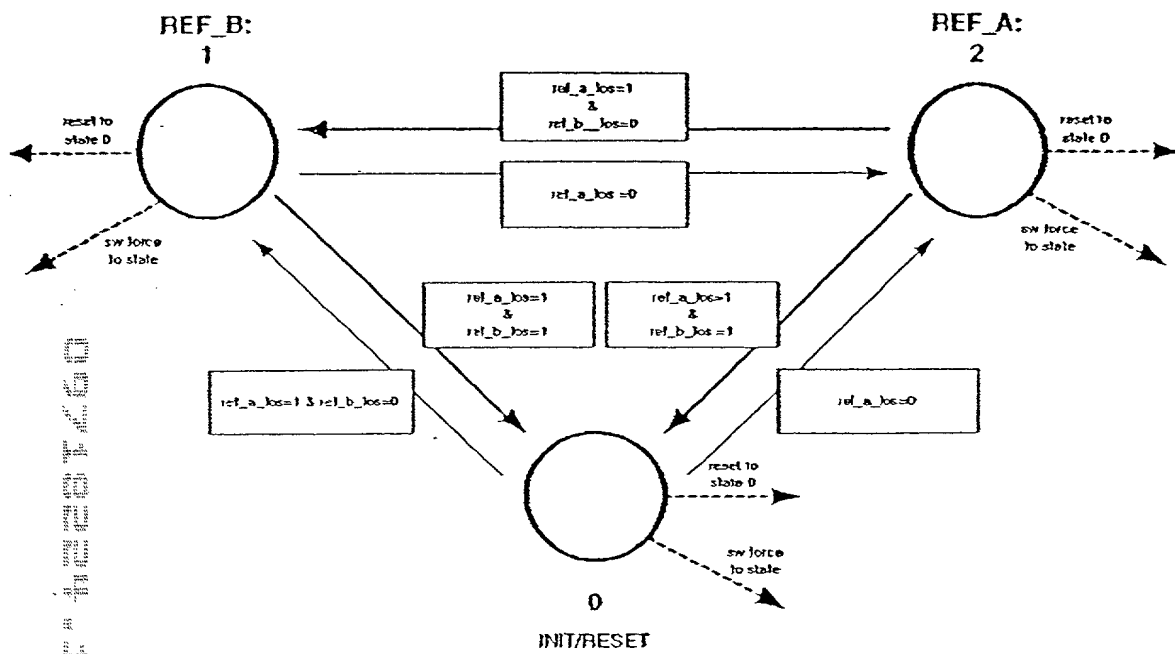 REF_B:
1
REF_A:
2
ref_a_los=1
&
ref_b__los=0
ref_a_los =0
reset to
state 0
sw force
to state
reset to
state 0
sw force
to state
ref_a_los=1
&
ref_b_los=1
ref_a_los=1
&
ref_b_los =1
ref_a_los=1 & ref_b_los=0
ref_a_los=0
reset to
state 0
sw force
to state
0
INIT/RESET